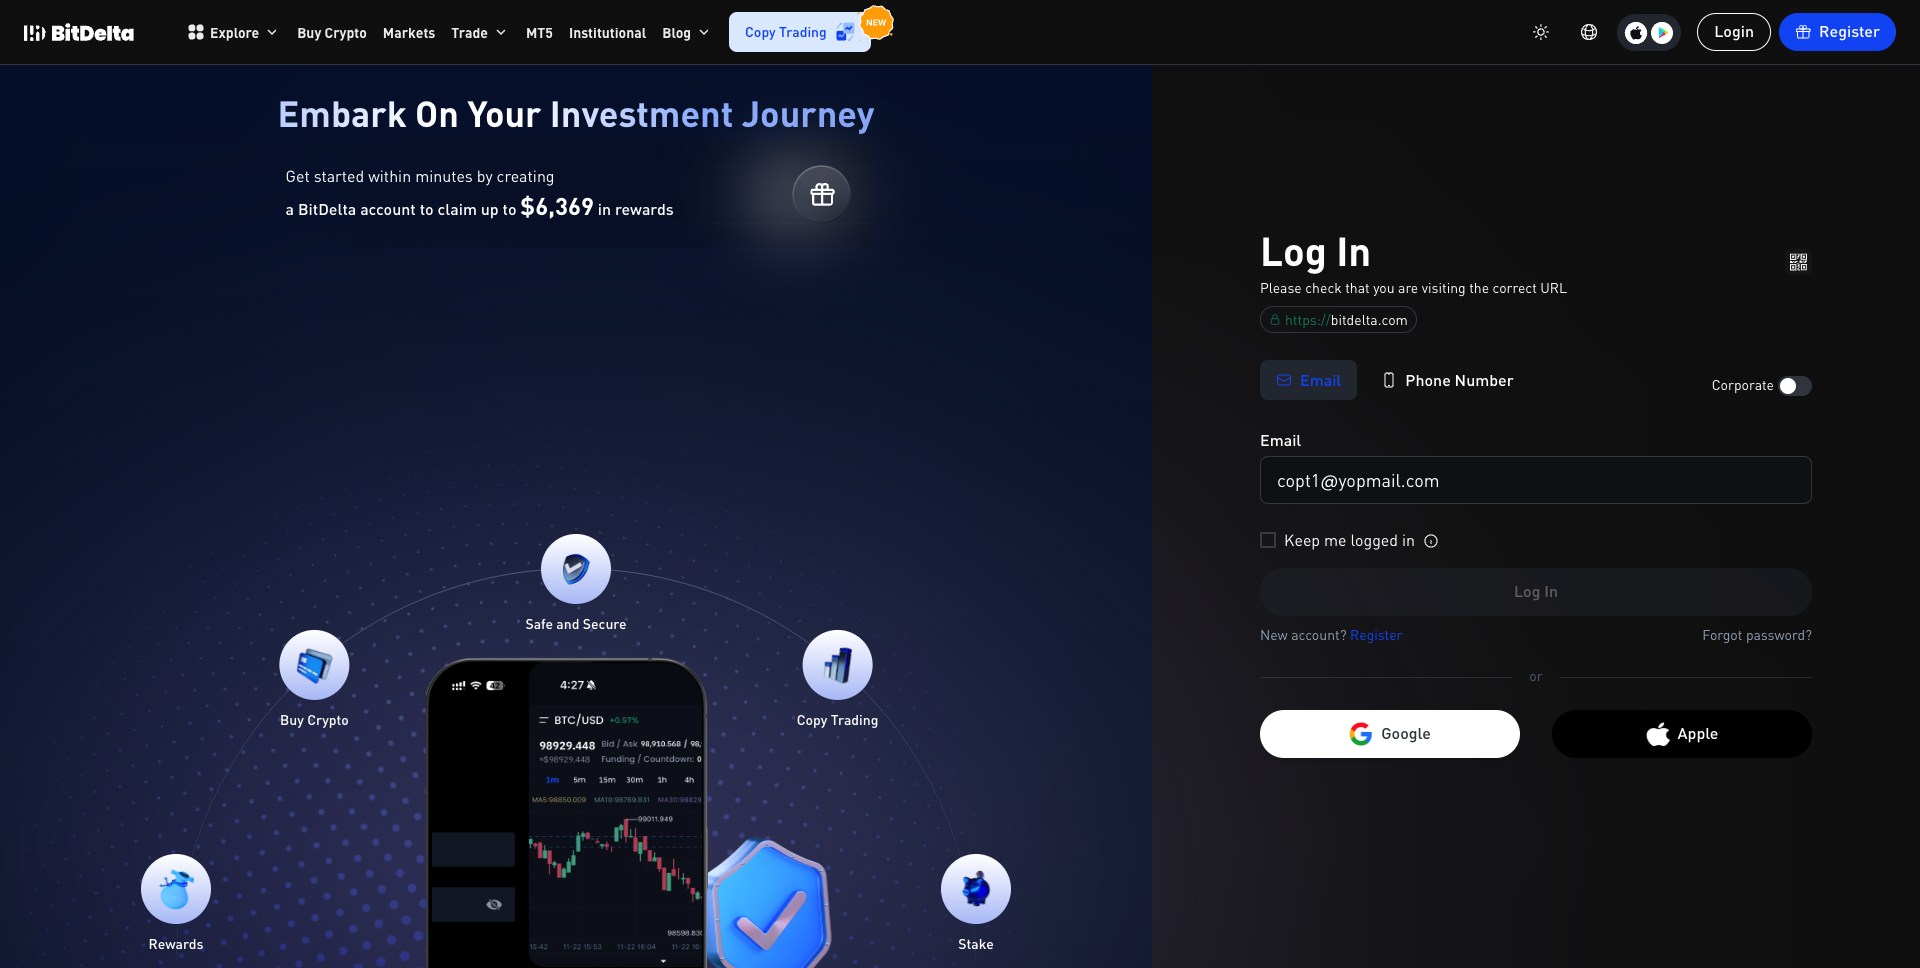 BitDelta
Explore Buy Crypto Markets Trade MT5 Institutional Blog Copy Trading NEW Login Register
Embark On Your Investment Journey
Get started within minutes by creating
a BitDelta account to claim up to $6,369 in rewards
Log In
Please check that you are visiting the correct URL
https://bitdelta.com
Email Phone Number Corporate
Email
copt1@yopmail.com
Keep me logged in
Log In
New account? Register Forgot password?
or
Google Apple
Safe and Secure
Buy Crypto
Copy Trading
Rewards
Stake
42 4:27
BTC/USD +0.57%
98929.448 Bid / Ask 98,910.568 / 98,
≈$98929.448 Funding / Countdown: 0
1m 5m 15m 30m 1h 4h
MA5:98850.009 MA10:98769.831 MA30:98829
99011.949
98598.830
15:42 11-22 15:53 11-22 16:04 11-22 16